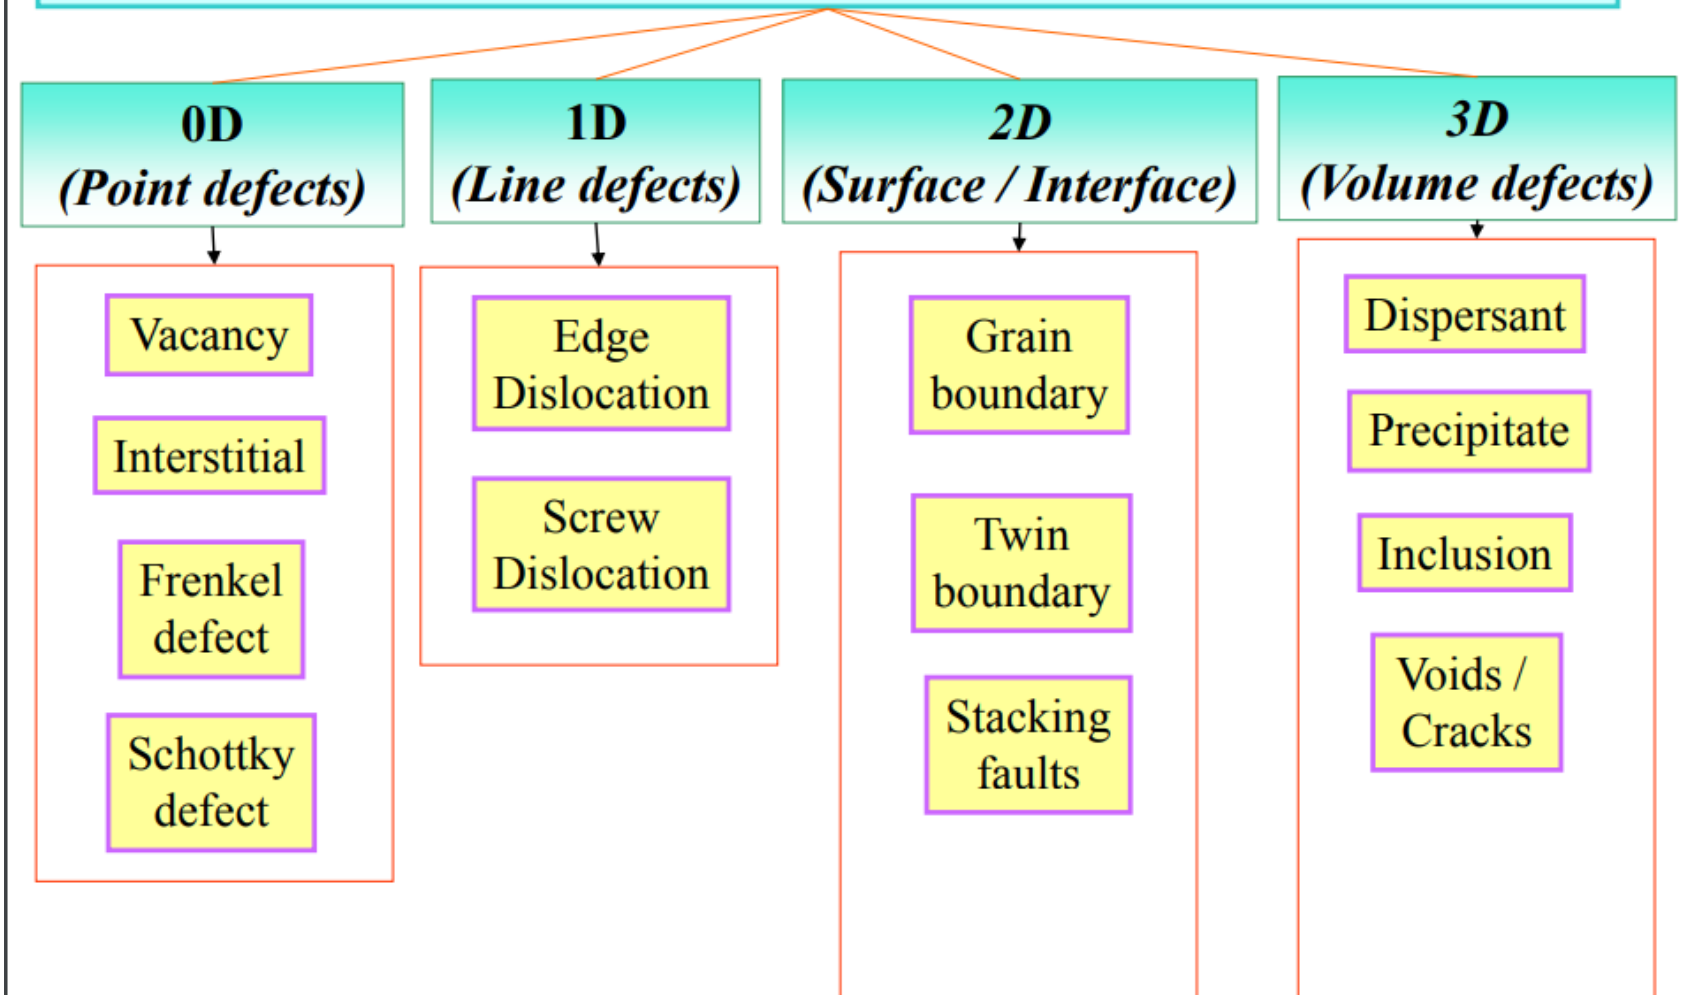 0D
(Point defects)
1D
(Line defects)
2D
(Surface / Interface)
3D
(Volume defects)
Vacancy
Interstitial
Frenkel
defect
Schottky
defect
Edge
Dislocation
Screw
Dislocation
Grain
boundary
Twin
boundary
Stacking
faults
Dispersant
Precipitate
Inclusion
Voids /
Cracks